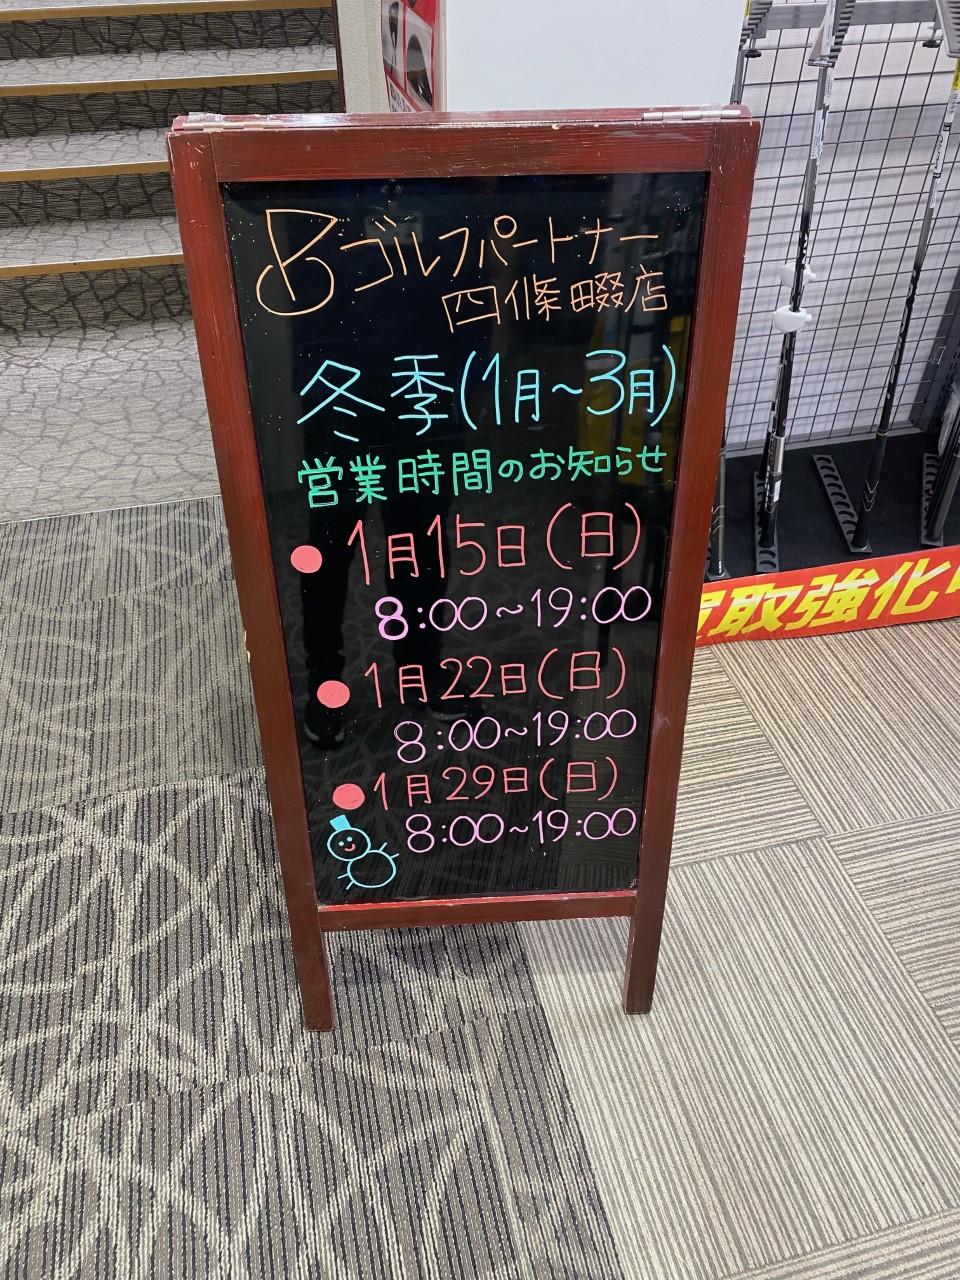 ゴルフパートナー
四條畷店
冬季(1月~3月)
営業時間のお知らせ
● 1月15日(日)
8:00~19:00
● 1月22日(日)
8:00~19:00
● 1月29日(日)
8:00~19:00
取強化